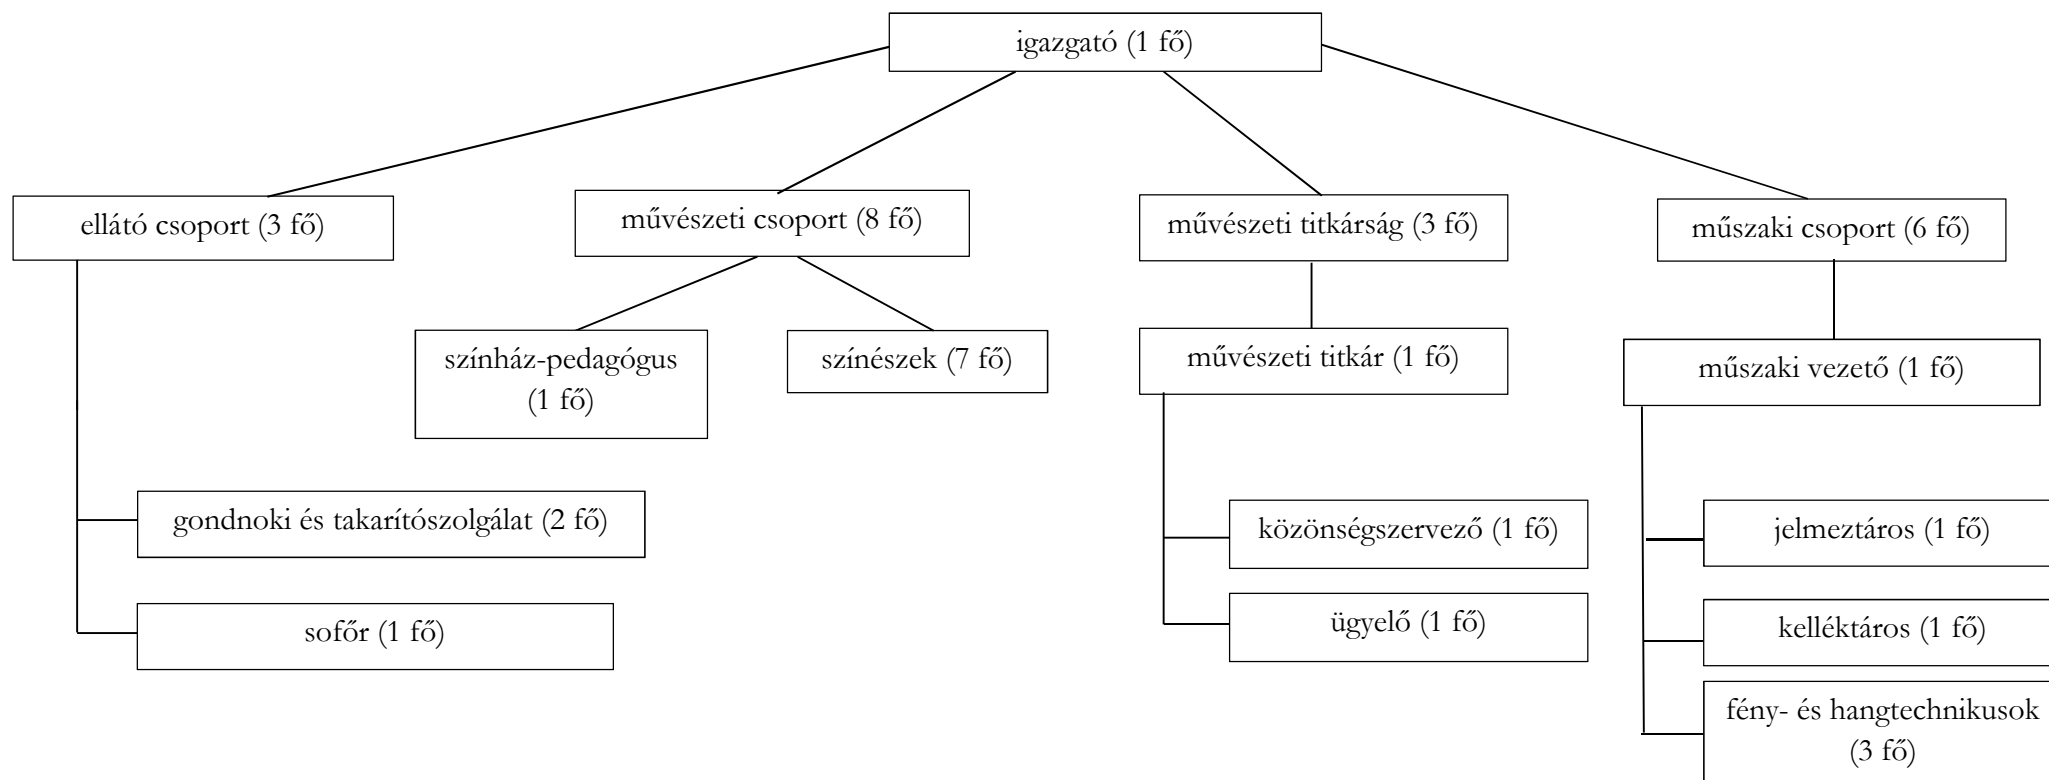 igazgató (1 fő)
ellátó csoport (3 fő)
művészeti csoport (8 fő)
művészeti titkárság (3 fő)
műszaki csoport (6 fő)
színház-pedagógus
(1 fő)
színészek (7 fő)
művészeti titkár (1 fő)
műszaki vezető (1 fő)
gondnoki és takarítószolgálat (2 fő)
sofőr (1 fő)
közönségszervező (1 fő)
ügyelő (1 fő)
jelmeztáros (1 fő)
kelléktáros (1 fő)
fény- és hangtechnikusok
(3 fő)